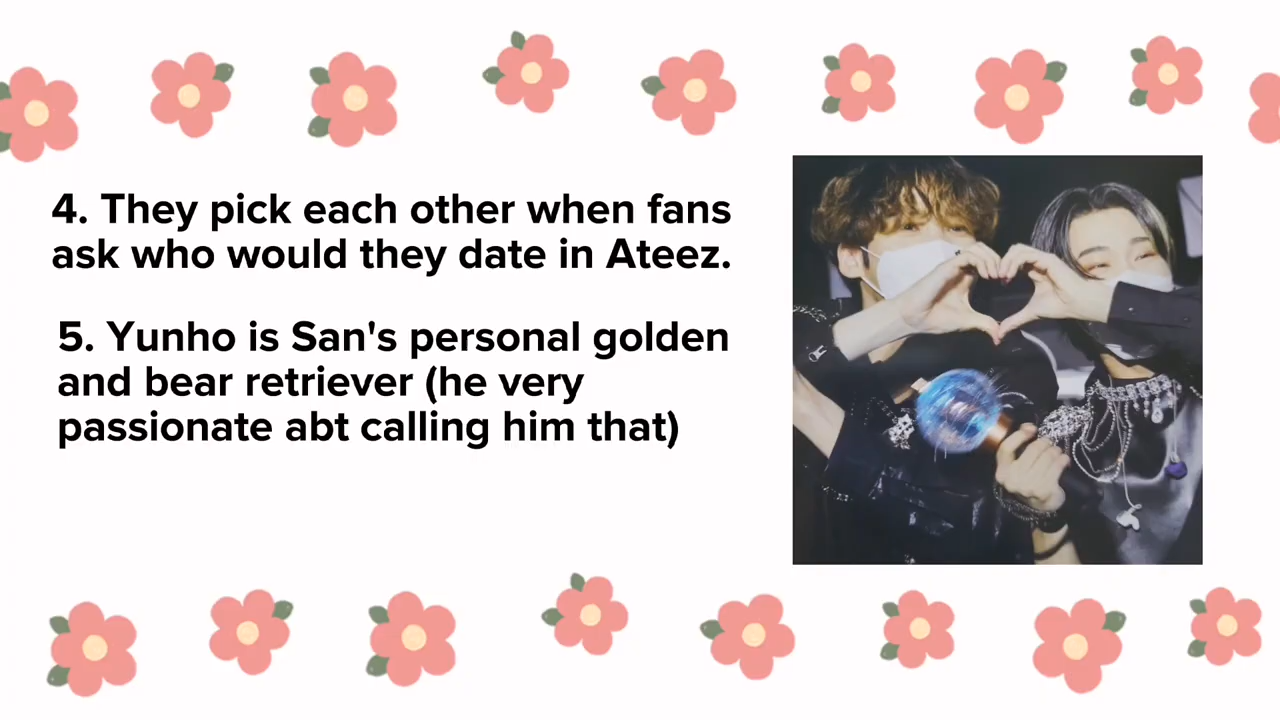 4. They pick each other when fans
ask who would they date in Ateez.
5. Yunho is San's personal golden
and bear retriever (he very
passionate abt calling him that)